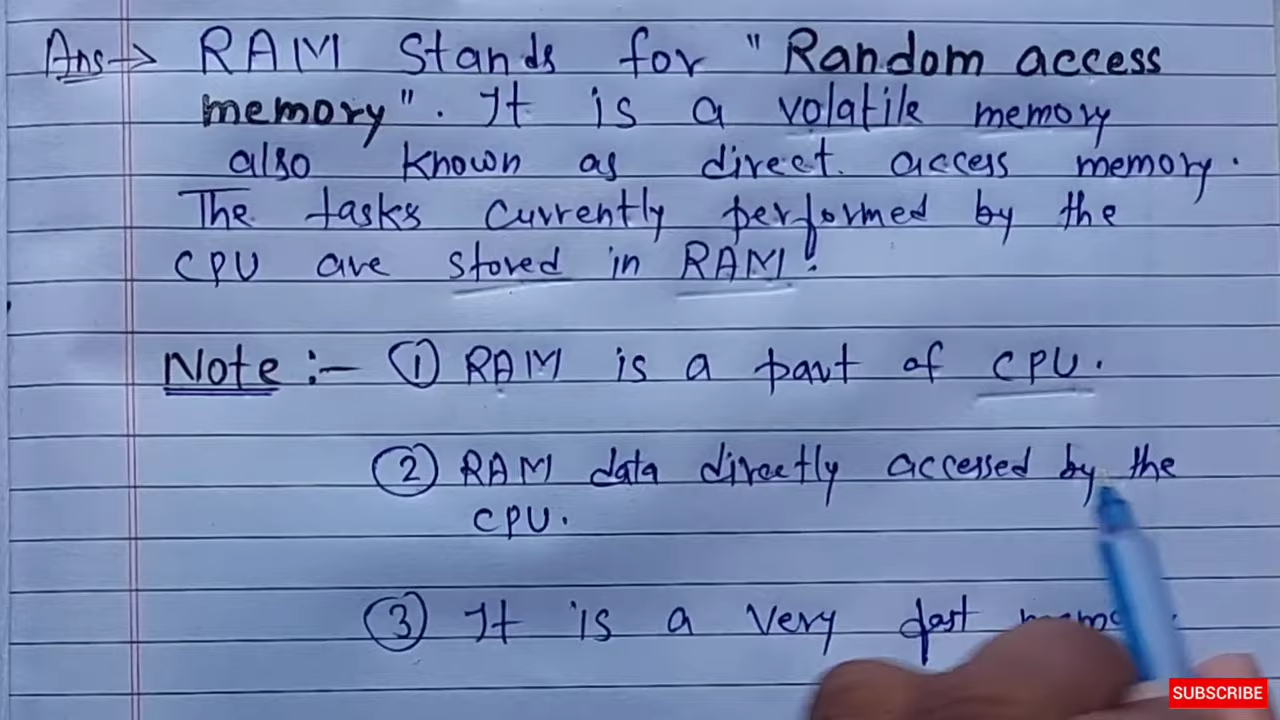 Ans→ RAM Stands for "Random access
memory". It is a volatile memory
also known as direct. access memory.
The tasks currently performed by the
CPU are stored in RAM.
Note :- ① RAM is a part of CPU.
② RAM data directly accessed by the
CPU.
③ It is a very fast
SUBSCRIBE